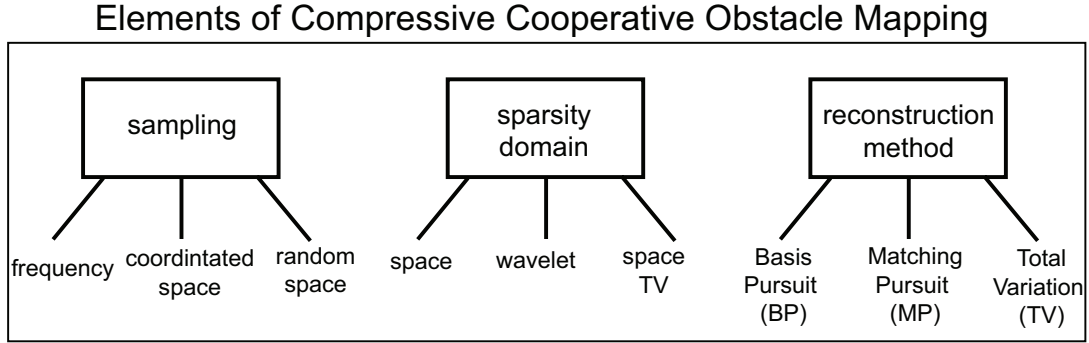 Elements of Compressive Cooperative Obstacle Mapping
sampling
frequency
coordintated
space
random
space
sparsity
domain
space
wavelet
space
TV
reconstruction
method
Basis
Pursuit
(BP)
Matching
Pursuit
(MP)
Total
Variation
(TV)